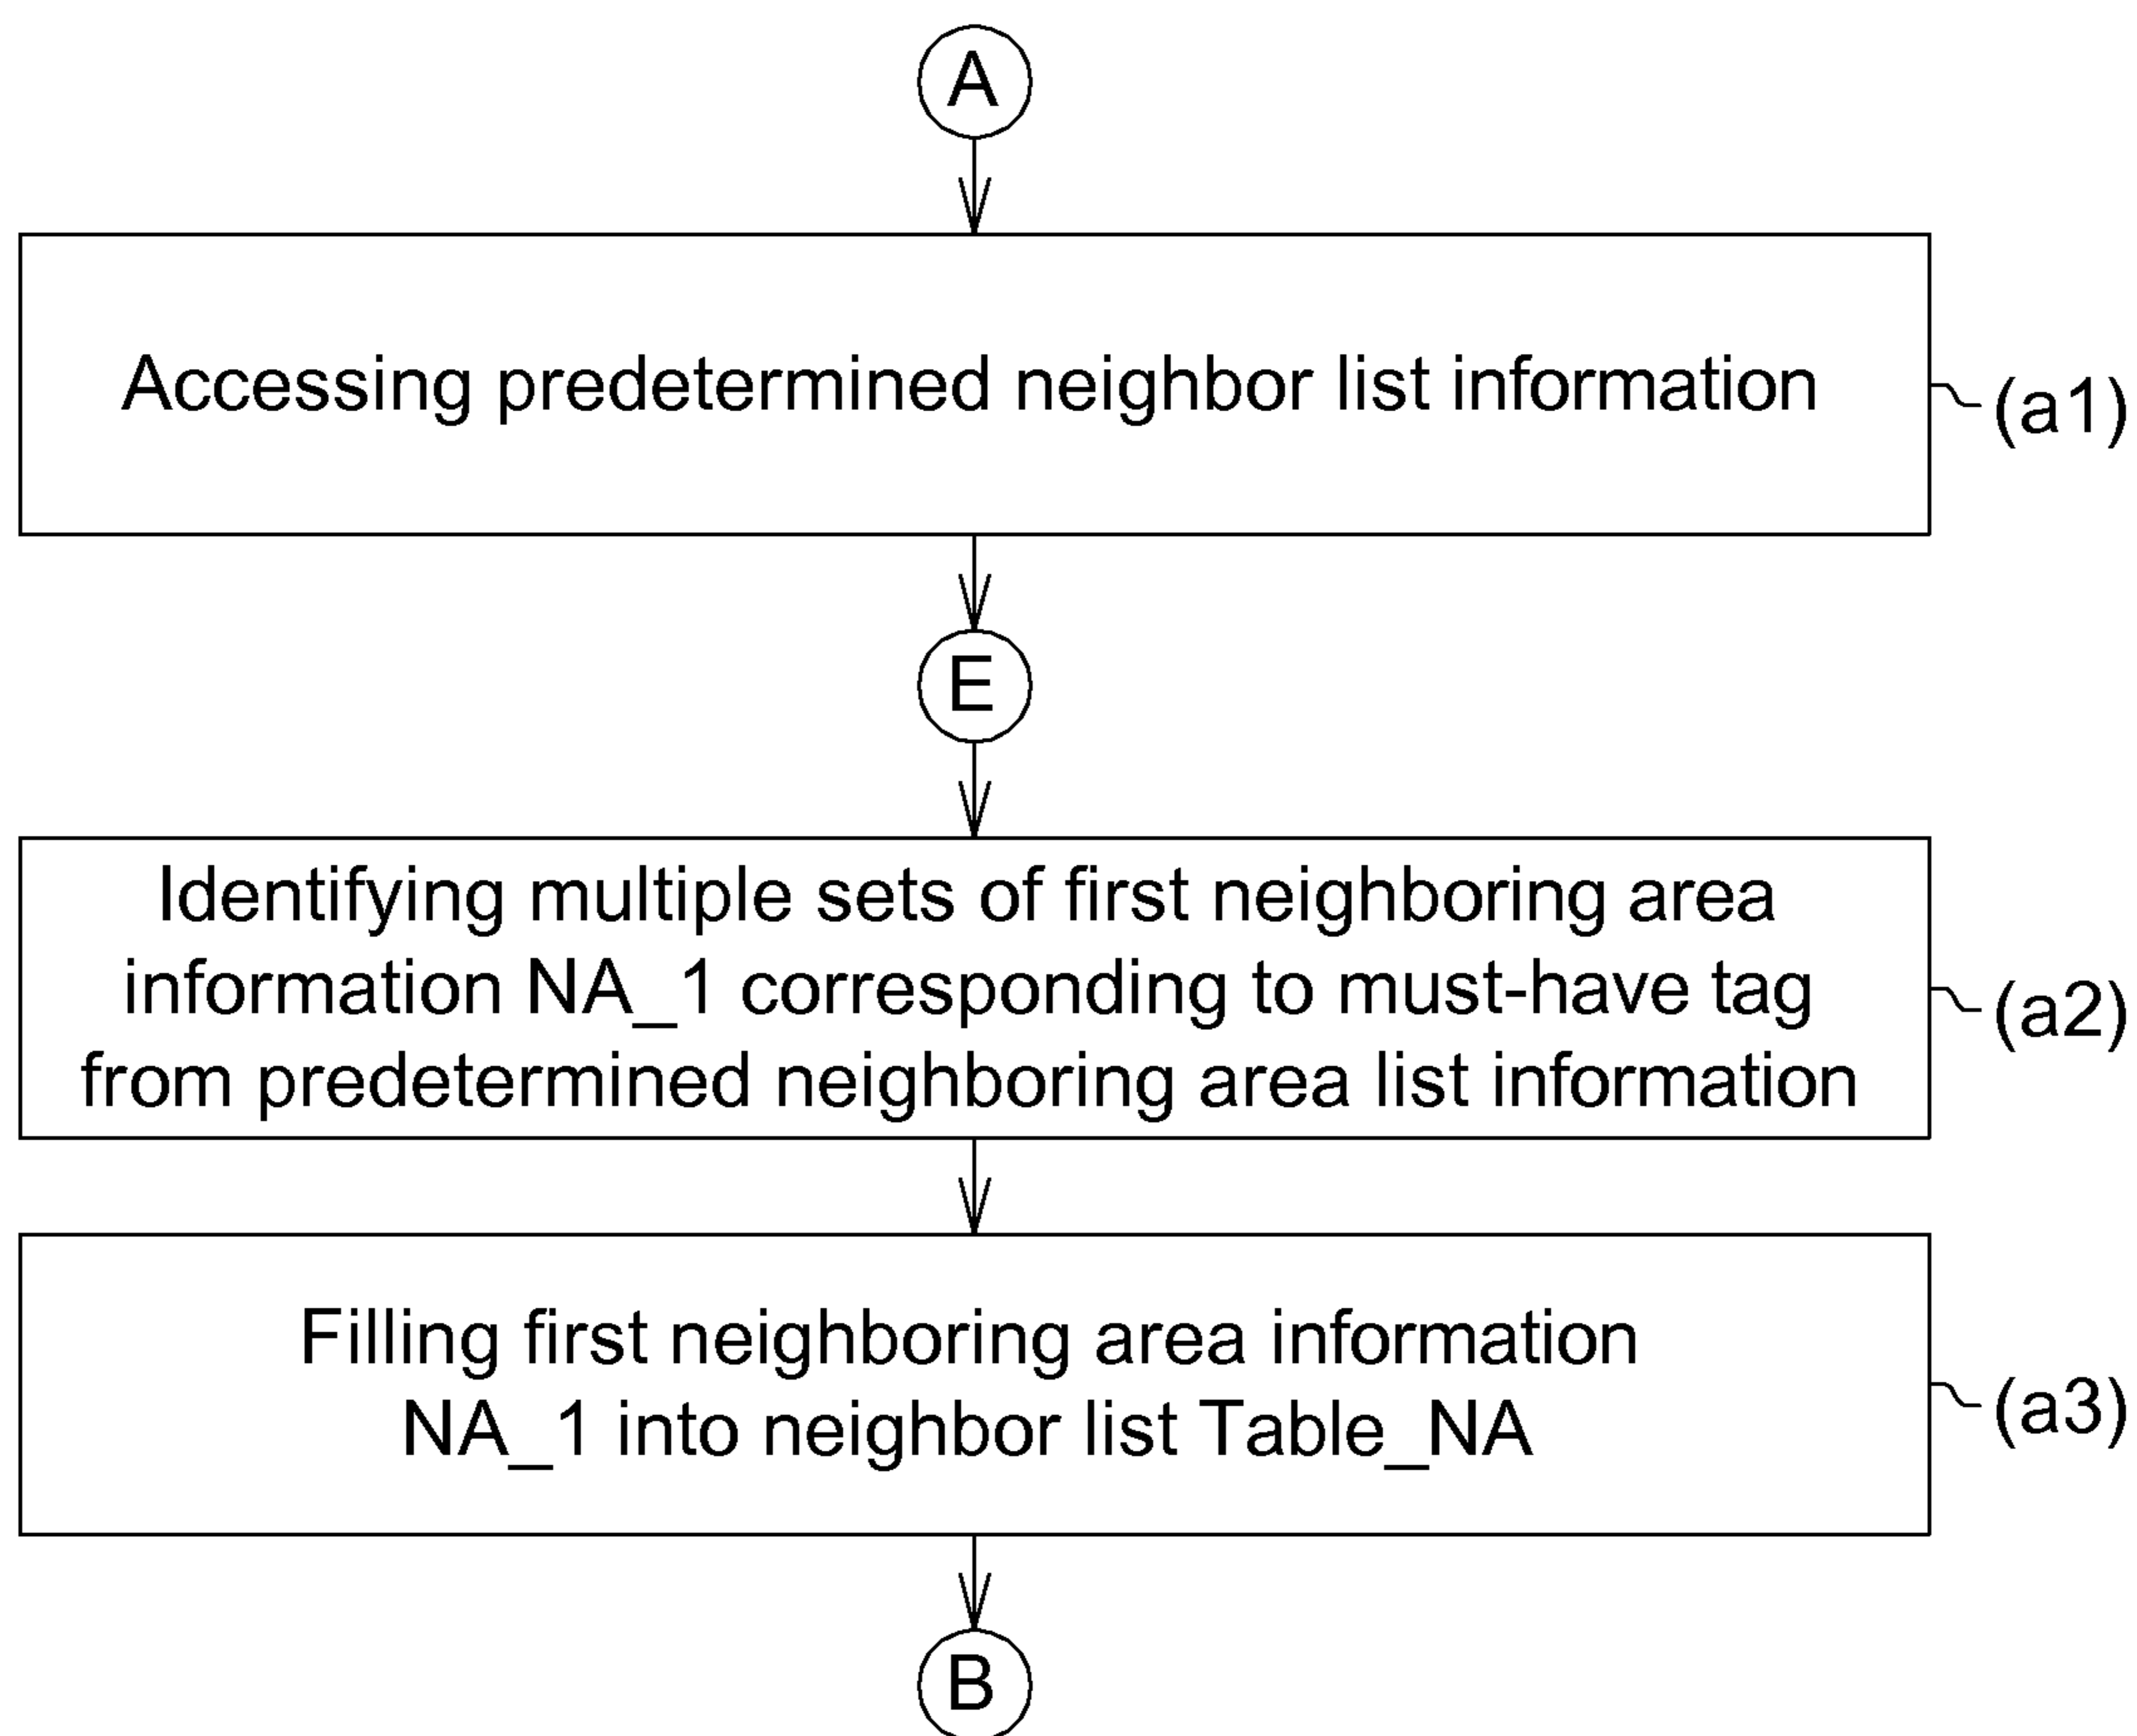 A
Accessing predetermined neighbor list information
(a1)
E
Identifying multiple sets of first neighboring area
information NA_1 corresponding to must-have tag
from predetermined neighboring area list information
(a2)
Filling first neighboring area information
NA_1 into neighbor list Table_NA
(a3)
B